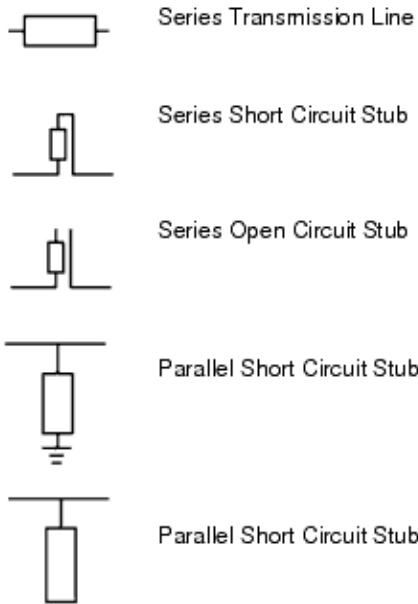 Series Transmission Line
Series Short Circuit Stub
Series Open Circuit Stub
Parallel Short Circuit Stub
Parallel Short Circuit Stub